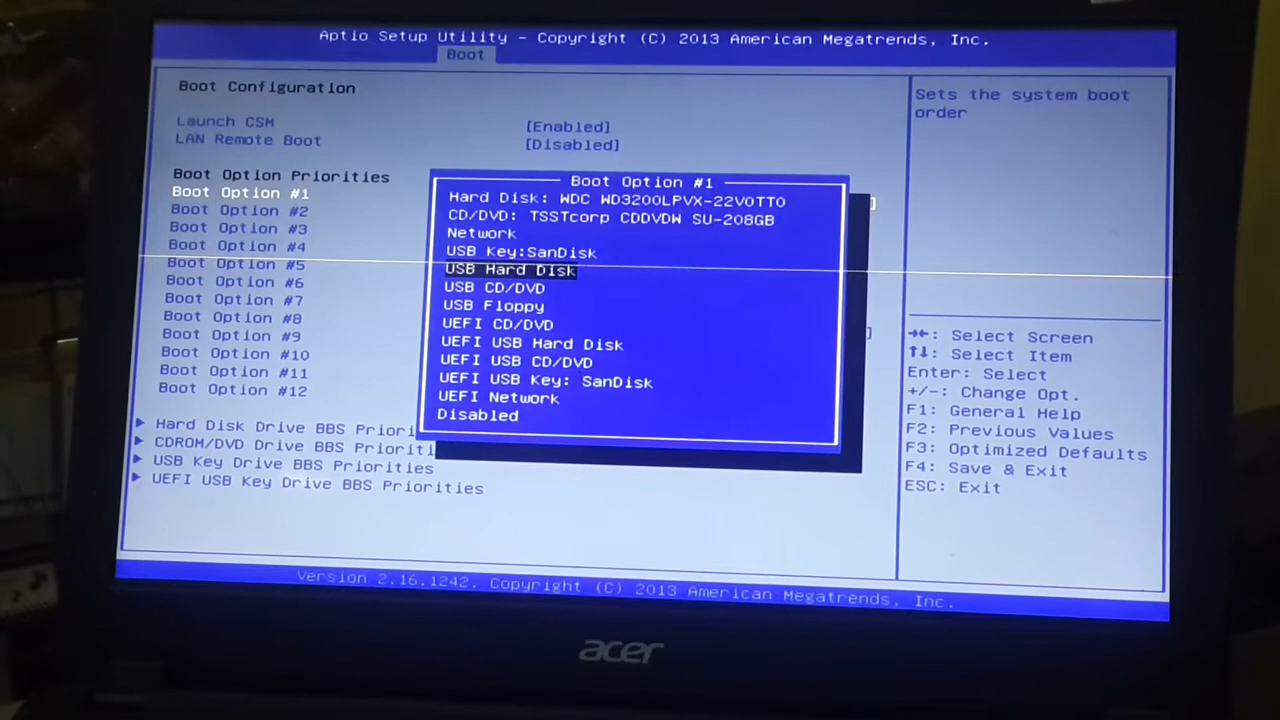 Aptio Setup Utility - Copyright (C) 2013 American Megatrends, Inc.
Boot
Boot Configuration
Launch CSM [Enabled]
LAN Remote Boot [Disabled]
Boot Option Priorities
Boot Option #1
Boot Option #2
Boot Option #3
Boot Option #4
Boot Option #5
Boot Option #6
Boot Option #7
Boot Option #8
Boot Option #9
Boot Option #10
Boot Option #11
Boot Option #12
Hard Disk Drive BBS Priori
CDROM/DVD Drive BBS Prioriti
USB Key Drive BBS Priorities
UEFI USB Key Drive BBS Priorities
Boot Option #1
Hard Disk: WDC WD3200LPVX-22V0TT0
CD/DVD: TSSTcorp CDDVDW SU-208GB
Network
USB Key:SanDisk
USB Hard Disk
USB CD/DVD
USB Floppy
UEFI CD/DVD
UEFI USB Hard Disk
UEFI USB CD/DVD
UEFI USB Key: SanDisk
UEFI Network
Disabled
Sets the system boot
order
→←: Select Screen
↑↓: Select Item
Enter: Select
+/-: Change Opt.
F1: General Help
F2: Previous Values
F3: Optimized Defaults
F4: Save & Exit
ESC: Exit
Version 2.16.1242. Copyright (C) 2013 American Megatrends, Inc.
acer